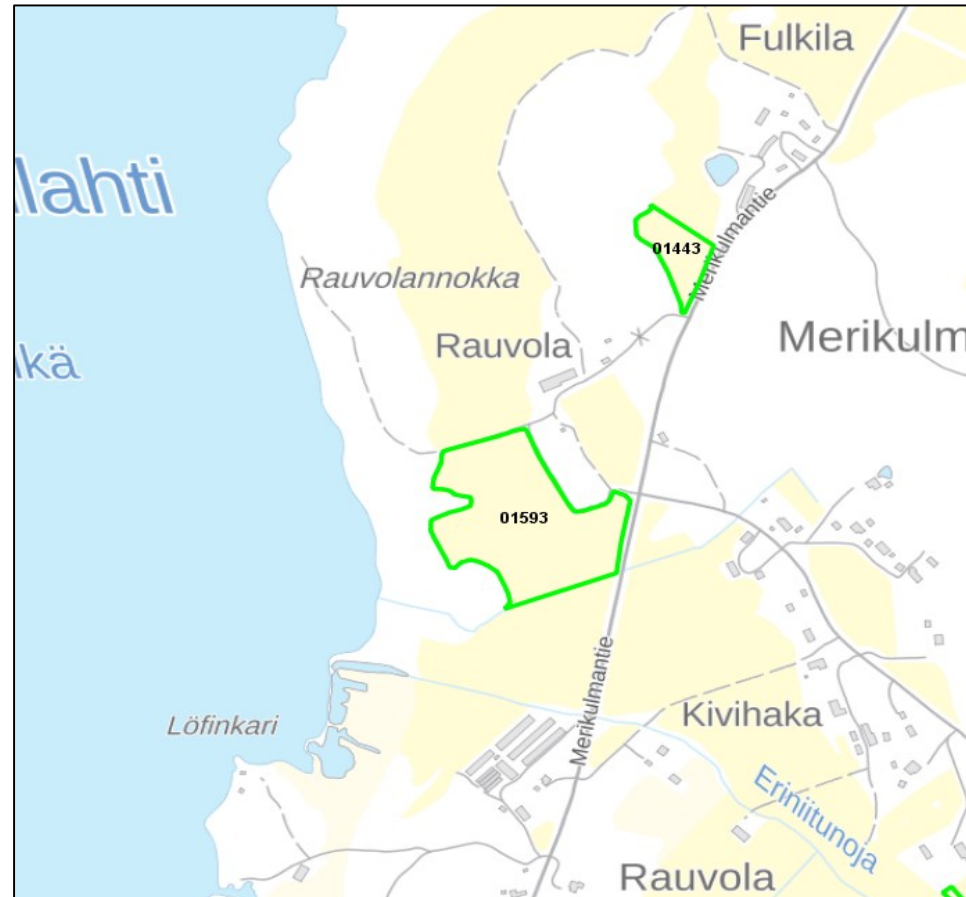 Fulkila
lahti
01443
Merikulmantie
Rauvolannokka
Rauvola
Merikulm
kä
01593
Merikulmantie
Löfinkari
Kivihaka
Eriniitunoja
Rauvola